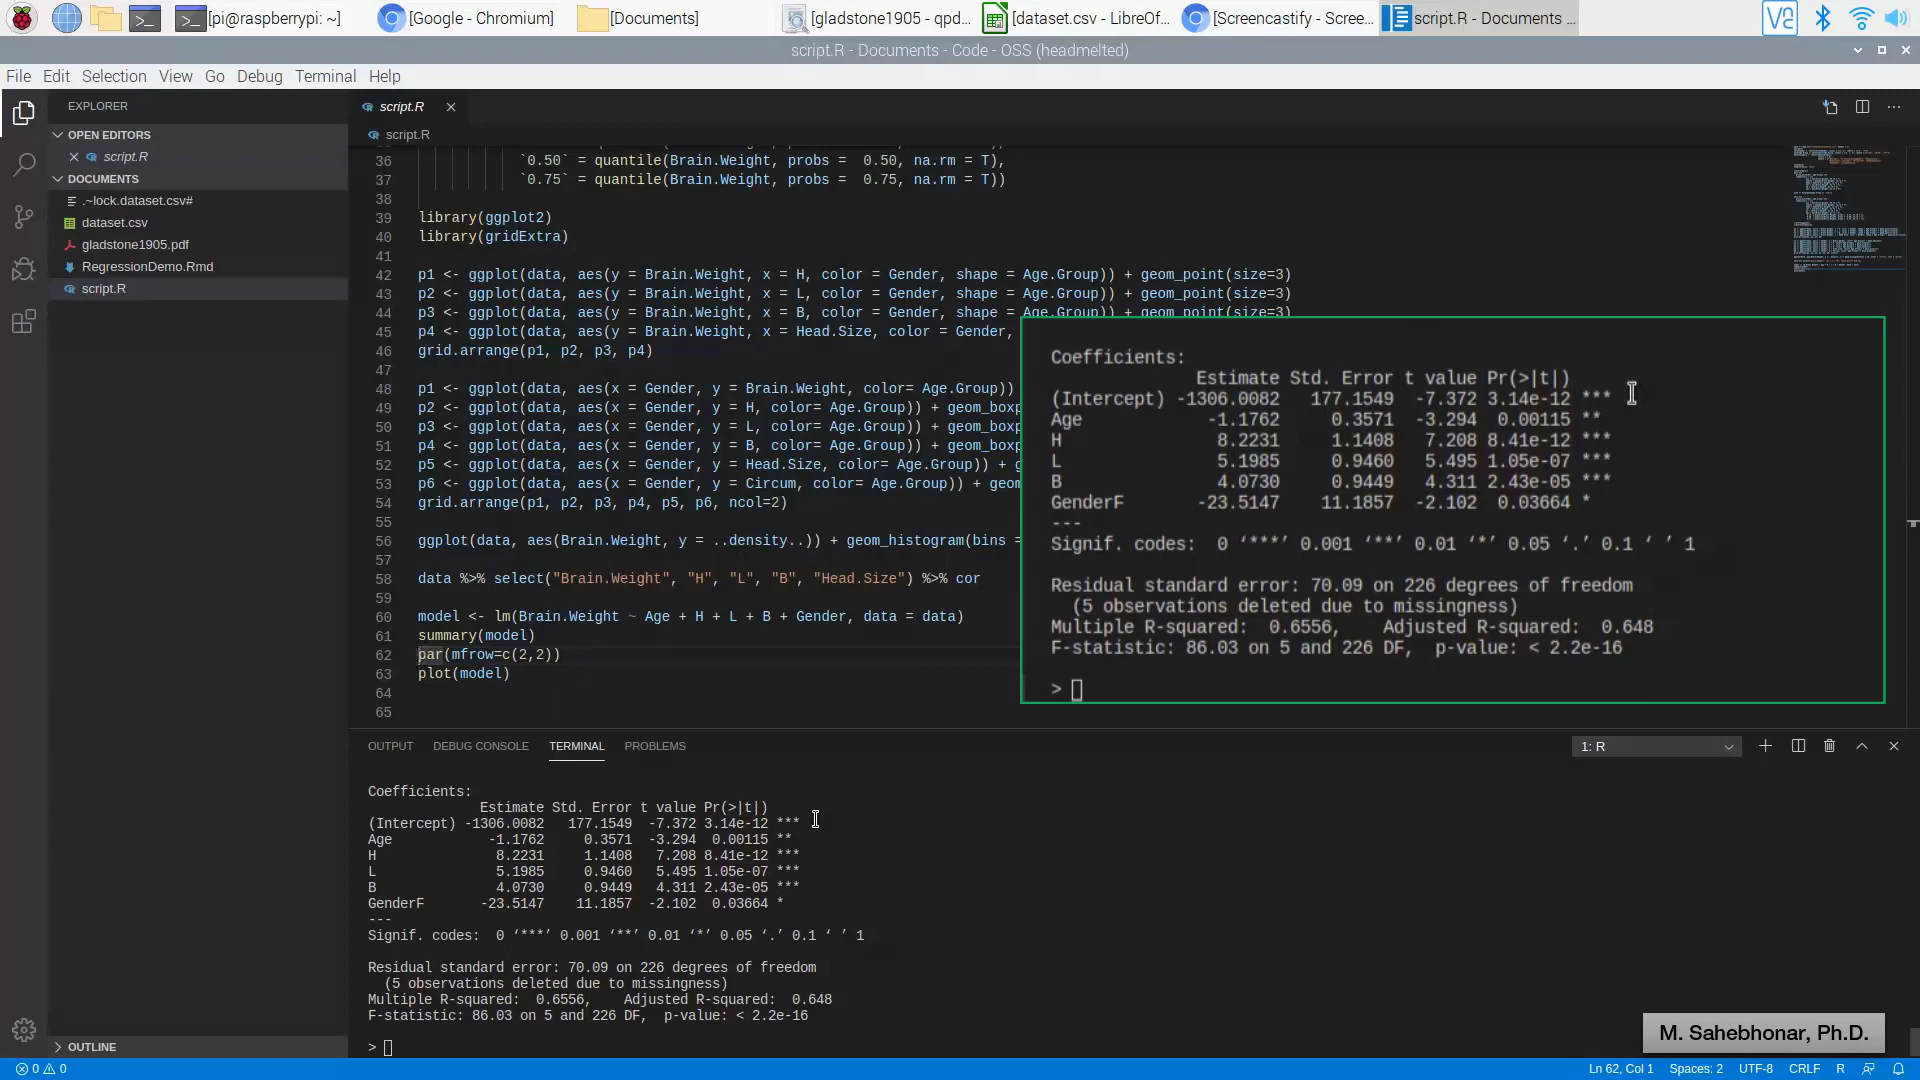 [pi@raspberrypi: ~]
[Google - Chromium]
[Documents]
[gladstone1905 - qpd...
[dataset.csv - LibreOf...
[Screencastify - Scree...
script.R - Documents ...
script.R - Documents - Code - OSS (headmelted)
File Edit Selection View Go Debug Terminal Help
EXPLORER
OPEN EDITORS
script.R
DOCUMENTS
.~lock.dataset.csv#
dataset.csv
gladstone1905.pdf
RegressionDemo.Rmd
script.R
OUTLINE
script.R
script.R
36 `0.50` = quantile(Brain.Weight, probs =  0.50, na.rm = T),
37 `0.75` = quantile(Brain.Weight, probs =  0.75, na.rm = T))
38
39 library(ggplot2)
40 library(gridExtra)
41
42 p1 <- ggplot(data, aes(y = Brain.Weight, x = H, color = Gender, shape = Age.Group)) + geom_point(size=3)
43 p2 <- ggplot(data, aes(y = Brain.Weight, x = L, color = Gender, shape = Age.Group)) + geom_point(size=3)
44 p3 <- ggplot(data, aes(y = Brain.Weight, x = B, color = Gender, shape = Age.Group)) + geom_point(size=3)
45 p4 <- ggplot(data, aes(y = Brain.Weight, x = Head.Size, color = Gender,
46 grid.arrange(p1, p2, p3, p4)
47
48 p1 <- ggplot(data, aes(x = Gender, y = Brain.Weight, color= Age.Group))
49 p2 <- ggplot(data, aes(x = Gender, y = H, color= Age.Group)) + geom_boxp
50 p3 <- ggplot(data, aes(x = Gender, y = L, color= Age.Group)) + geom_boxp
51 p4 <- ggplot(data, aes(x = Gender, y = B, color= Age.Group)) + geom_boxp
52 p5 <- ggplot(data, aes(x = Gender, y = Head.Size, color= Age.Group)) + g
53 p6 <- ggplot(data, aes(x = Gender, y = Circum, color= Age.Group)) + geom
54 grid.arrange(p1, p2, p3, p4, p5, p6, ncol=2)
55
56 ggplot(data, aes(Brain.Weight, y = ..density..)) + geom_histogram(bins =
57
58 data %>% select("Brain.Weight", "H", "L", "B", "Head.Size") %>% cor
59
60 model <- lm(Brain.Weight ~ Age + H + L + B + Gender, data = data)
61 summary(model)
62 par(mfrow=c(2,2))
63 plot(model)
64
65
Coefficients:
Estimate Std. Error t value Pr(>|t|)
(Intercept) -1306.0082 177.1549 -7.372 3.14e-12 ***
Age -1.1762 0.3571 -3.294 0.00115 **
H 8.2231 1.1408 7.208 8.41e-12 ***
L 5.1985 0.9460 5.495 1.05e-07 ***
B 4.0730 0.9449 4.311 2.43e-05 ***
GenderF -23.5147 11.1857 -2.102 0.03664 *
---
Signif. codes:  0 ‘***’ 0.001 ‘**’ 0.01 ‘*’ 0.05 ‘.’ 0.1 ‘ ’ 1
Residual standard error: 70.09 on 226 degrees of freedom
(5 observations deleted due to missingness)
Multiple R-squared:  0.6556,    Adjusted R-squared:  0.648
F-statistic: 86.03 on 5 and 226 DF,  p-value: < 2.2e-16
>
OUTPUT DEBUG CONSOLE TERMINAL PROBLEMS
1: R
Coefficients:
Estimate Std. Error t value Pr(>|t|)
(Intercept) -1306.0082 177.1549 -7.372 3.14e-12 ***
Age -1.1762 0.3571 -3.294 0.00115 **
H 8.2231 1.1408 7.208 8.41e-12 ***
L 5.1985 0.9460 5.495 1.05e-07 ***
B 4.0730 0.9449 4.311 2.43e-05 ***
GenderF -23.5147 11.1857 -2.102 0.03664 *
---
Signif. codes:  0 ‘***’ 0.001 ‘**’ 0.01 ‘*’ 0.05 ‘.’ 0.1 ‘ ’ 1
Residual standard error: 70.09 on 226 degrees of freedom
(5 observations deleted due to missingness)
Multiple R-squared:  0.6556,    Adjusted R-squared:  0.648
F-statistic: 86.03 on 5 and 226 DF,  p-value: < 2.2e-16
>
M. Sahebhonar, Ph.D.
0 0
Ln 62, Col 1 Spaces: 2 UTF-8 CRLF R